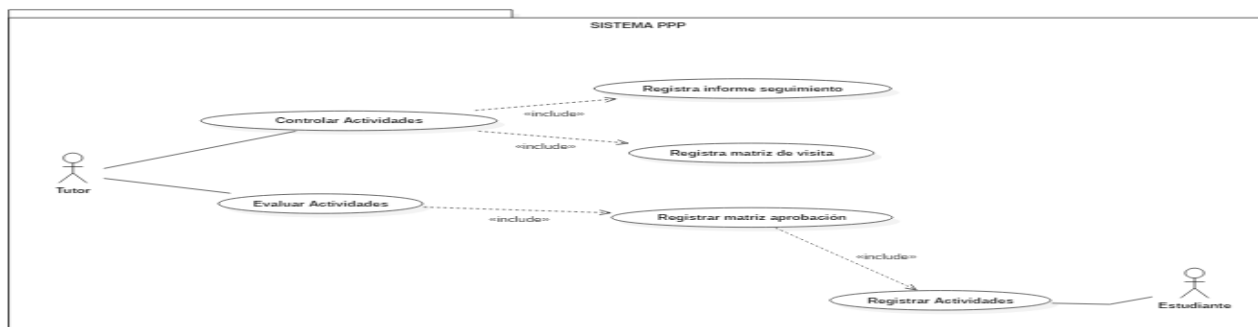 SISTEMA PPP
Registra informe seguimiento
«include»
Controlar Actividades
«include»
Registra matriz de visita
Tutor
Evaluar Actividades
«include»
Registrar matriz aprobación
«include»
Registrar Actividades
Estudiante